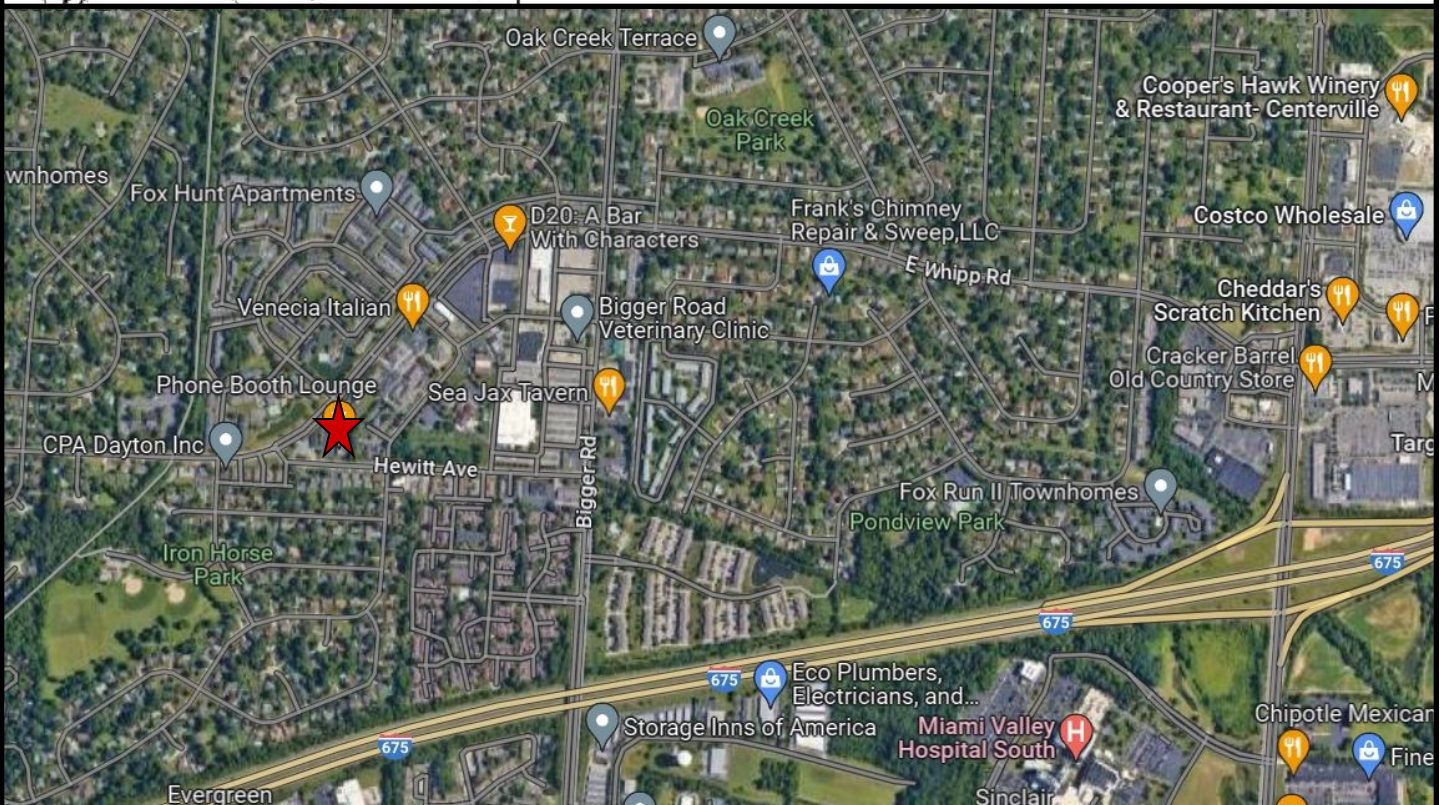 Oak Creek Terrace
Cooper's Hawk Winery
& Restaurant- Centerville
Oak Creek
Park
wnhomes
Fox Hunt Apartments
D20: A Bar
With Characters
Frank's Chimney
Repair & Sweep,LLC
Costco Wholesale
E Whipp Rd
Cheddar's
Scratch Kitchen
Venecia Italian
Bigger Road
Veterinary Clinic
F
Cracker Barrel
Old Country Store
M
Phone Booth Lounge
Sea Jax Tavern
CPA Dayton Inc
Targ
Hewitt Ave
Bigger Rd
Fox Run II Townhomes
Pondview Park
Iron Horse
Park
675
675
675
675
Eco Plumbers,
Electricians, and...
Storage Inns of America
Miami Valley
Hospital South
H
Chipotle Mexican
Fine
Evergreen
Sinclair